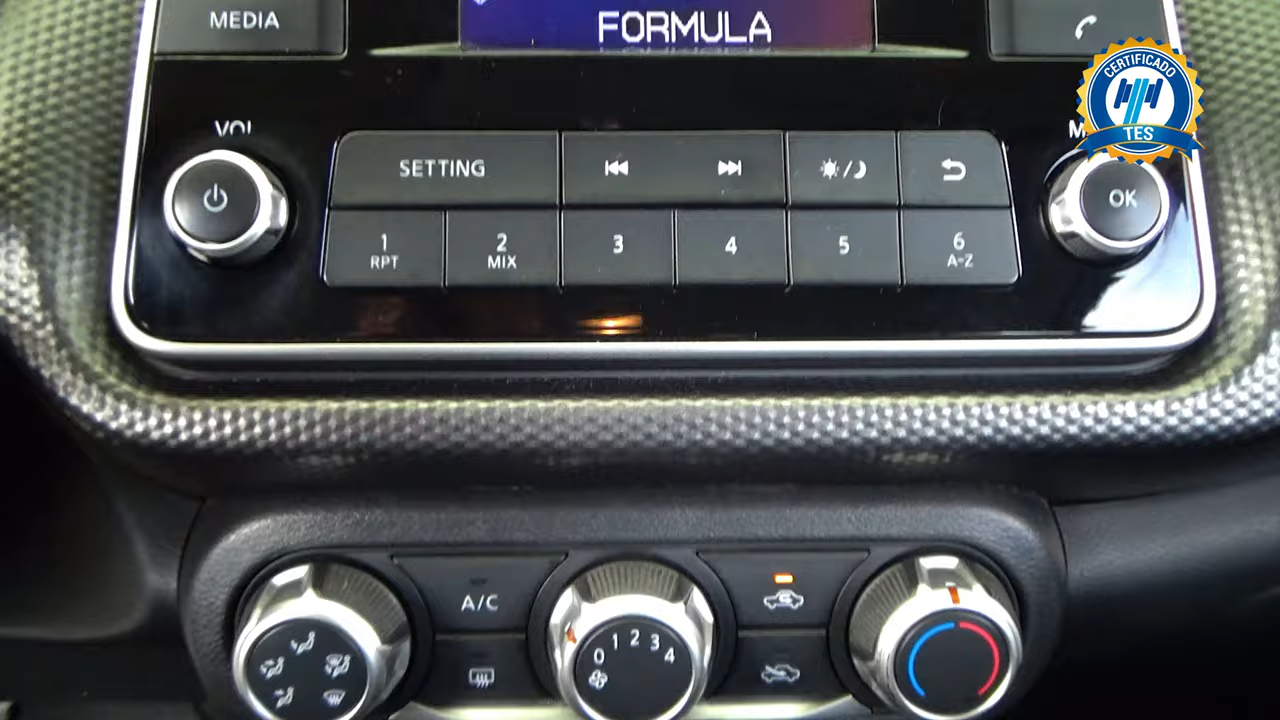 MEDIA
FORMULA
CERTIFICADO
TES
VOL
SETTING
OK
1
RPT
2
MIX
3
4
5
6
A-Z
A/C
0 1 2 3 4